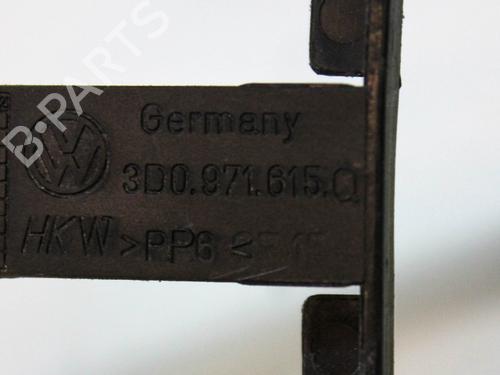 B·PARTS
Germany
3D0.971.615.Q
HKW >PP6